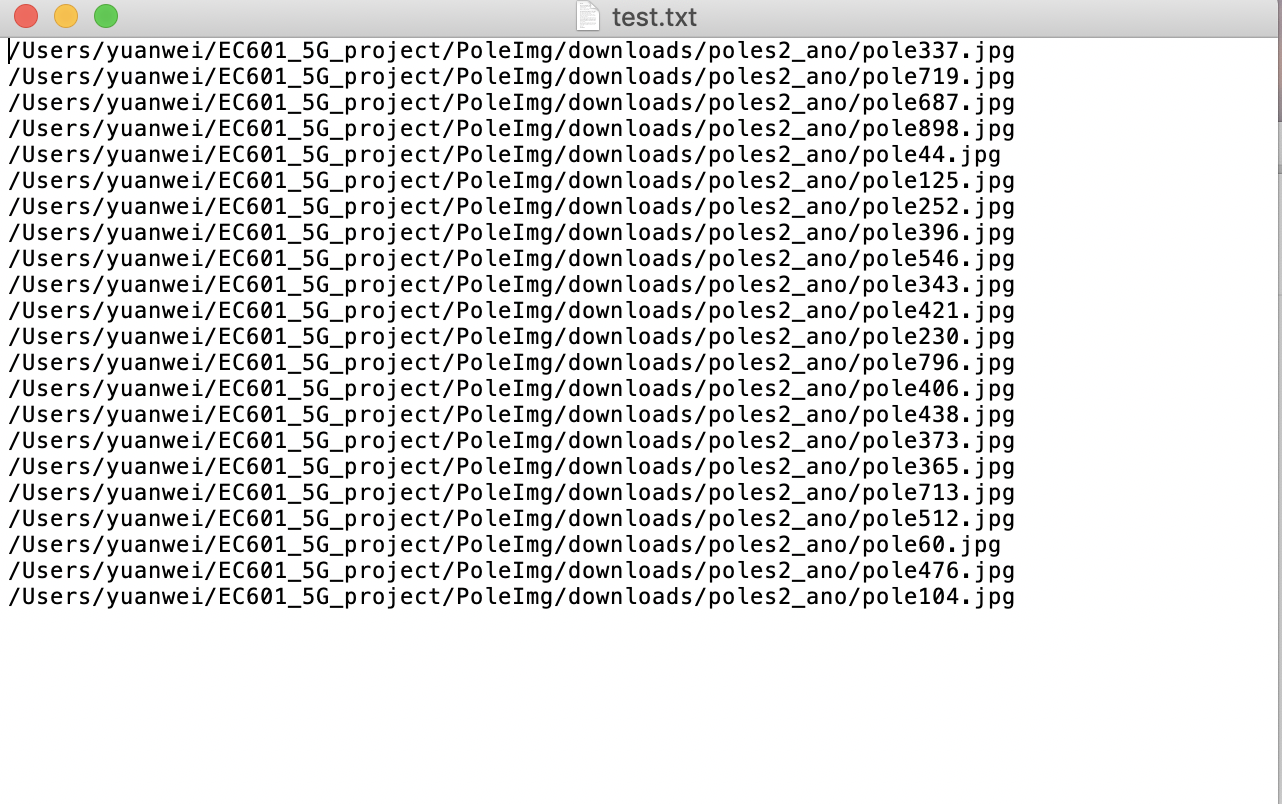 test.txt
/Users/yuanwei/EC601_5G_project/PoleImg/downloads/poles2_ano/pole337.jpg
/Users/yuanwei/EC601_5G_project/PoleImg/downloads/poles2_ano/pole719.jpg
/Users/yuanwei/EC601_5G_project/PoleImg/downloads/poles2_ano/pole687.jpg
/Users/yuanwei/EC601_5G_project/PoleImg/downloads/poles2_ano/pole898.jpg
/Users/yuanwei/EC601_5G_project/PoleImg/downloads/poles2_ano/pole44.jpg
/Users/yuanwei/EC601_5G_project/PoleImg/downloads/poles2_ano/pole125.jpg
/Users/yuanwei/EC601_5G_project/PoleImg/downloads/poles2_ano/pole252.jpg
/Users/yuanwei/EC601_5G_project/PoleImg/downloads/poles2_ano/pole396.jpg
/Users/yuanwei/EC601_5G_project/PoleImg/downloads/poles2_ano/pole546.jpg
/Users/yuanwei/EC601_5G_project/PoleImg/downloads/poles2_ano/pole343.jpg
/Users/yuanwei/EC601_5G_project/PoleImg/downloads/poles2_ano/pole421.jpg
/Users/yuanwei/EC601_5G_project/PoleImg/downloads/poles2_ano/pole230.jpg
/Users/yuanwei/EC601_5G_project/PoleImg/downloads/poles2_ano/pole796.jpg
/Users/yuanwei/EC601_5G_project/PoleImg/downloads/poles2_ano/pole406.jpg
/Users/yuanwei/EC601_5G_project/PoleImg/downloads/poles2_ano/pole438.jpg
/Users/yuanwei/EC601_5G_project/PoleImg/downloads/poles2_ano/pole373.jpg
/Users/yuanwei/EC601_5G_project/PoleImg/downloads/poles2_ano/pole365.jpg
/Users/yuanwei/EC601_5G_project/PoleImg/downloads/poles2_ano/pole713.jpg
/Users/yuanwei/EC601_5G_project/PoleImg/downloads/poles2_ano/pole512.jpg
/Users/yuanwei/EC601_5G_project/PoleImg/downloads/poles2_ano/pole60.jpg
/Users/yuanwei/EC601_5G_project/PoleImg/downloads/poles2_ano/pole476.jpg
/Users/yuanwei/EC601_5G_project/PoleImg/downloads/poles2_ano/pole104.jpg